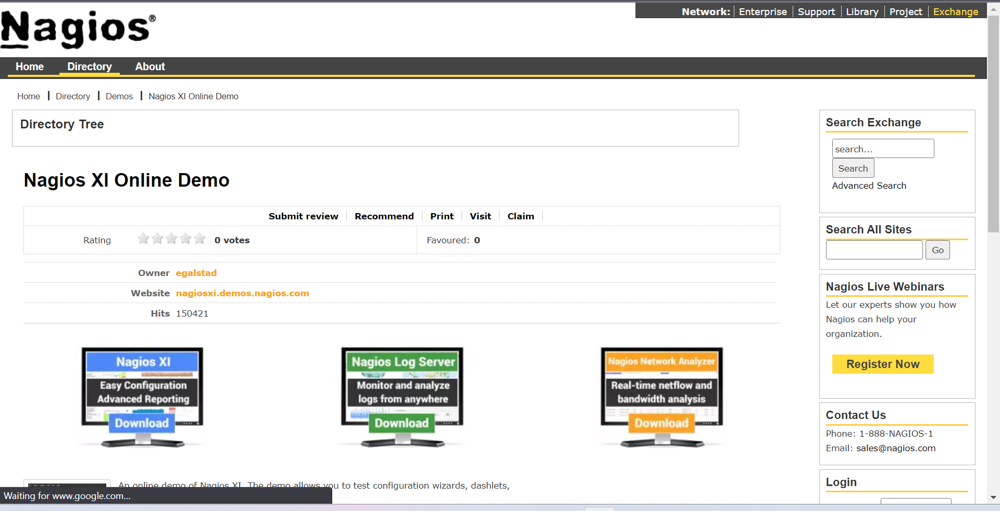 Network: Enterprise Support Library Project Exchange
Nagios®
Home Directory About
Home Directory Demos Nagios XI Online Demo
Directory Tree
Nagios XI Online Demo
Submit review Recommend Print Visit Claim
Rating 0 votes Favoured: 0
Owner egalstad
Website nagiosxi.demos.nagios.com
Hits 150421
Nagios XI
Easy Configuration
Advanced Reporting
Download
Nagios Log Server
Monitor and analyze
logs from anywhere
Download
Nagios Network Analyzer
Real-time netflow and
bandwidth analysis
Download
An online demo of Nagios XI. The demo allows you to test configuration wizards, dashlets,
Search Exchange
search...
Search
Advanced Search
Search All Sites
Go
Nagios Live Webinars
Let our experts show you how
Nagios can help your
organization.
Register Now
Contact Us
Phone: 1-888-NAGIOS-1
Email: sales@nagios.com
Login
Waiting for www.google.com...